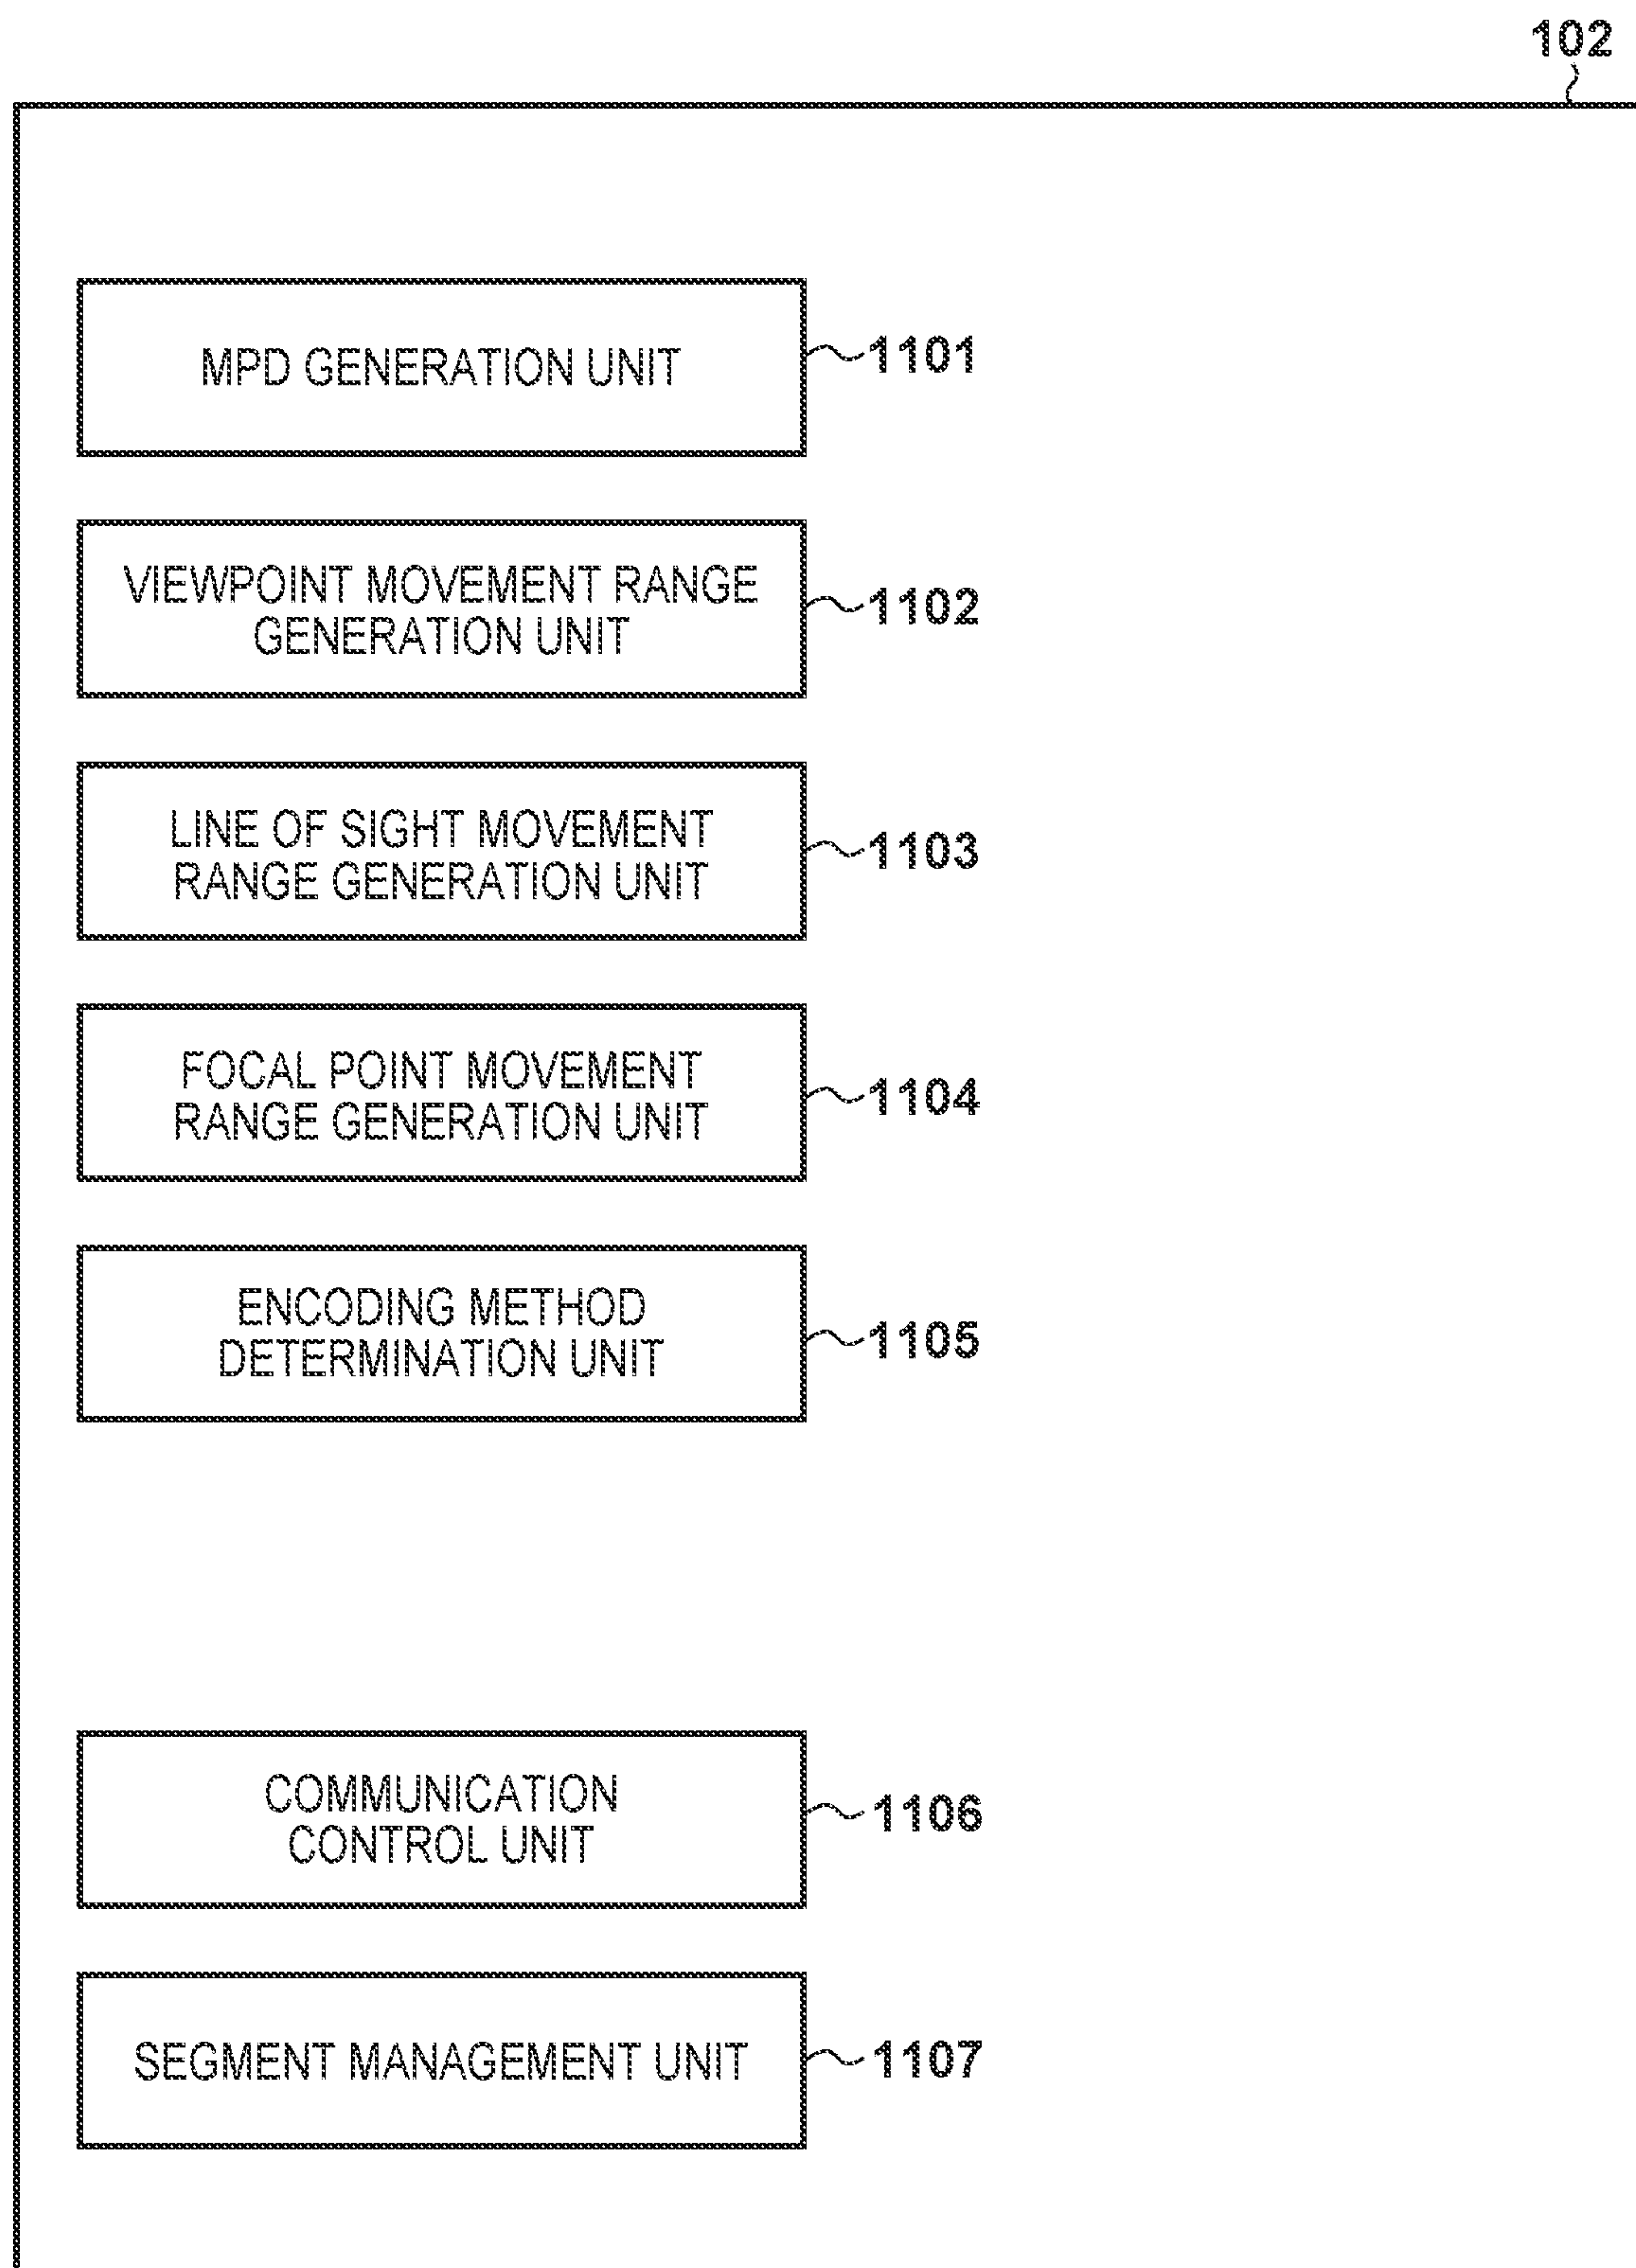 102
MPD GENERATION UNIT
1101
VIEWPOINT MOVEMENT RANGE
GENERATION UNIT
1102
LINE OF SIGHT MOVEMENT
RANGE GENERATION UNIT
1103
FOCAL POINT MOVEMENT
RANGE GENERATION UNIT
1104
ENCODING METHOD
DETERMINATION UNIT
1105
COMMUNICATION
CONTROL UNIT
1106
SEGMENT MANAGEMENT UNIT
1107